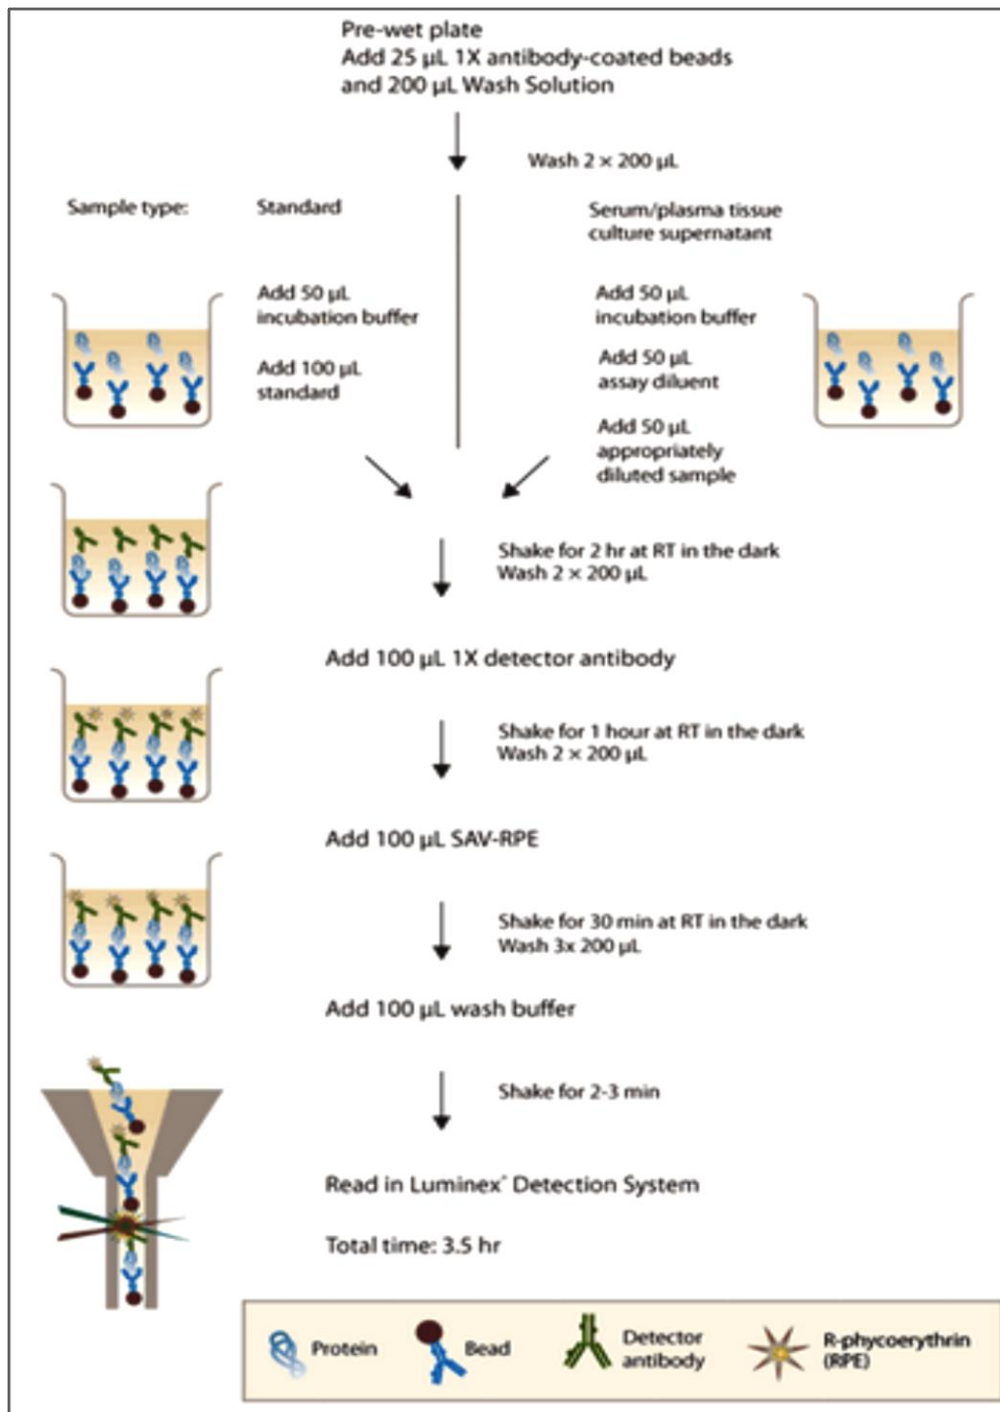 Pre-wet plate
Add 25 µL 1X antibody-coated beads
and 200 µL Wash Solution
Wash 2 × 200 µL
Sample type:
Standard
Add 50 µL
incubation buffer
Add 100 µL
standard
Serum/plasma tissue
culture supernatant
Add 50 µL
incubation buffer
Add 50 µL
assay diluent
Add 50 µL
appropriately
diluted sample
Shake for 2 hr at RT in the dark
Wash 2 × 200 µL
Add 100 µL 1X detector antibody
Shake for 1 hour at RT in the dark
Wash 2 × 200 µL
Add 100 µL SAV-RPE
Shake for 30 min at RT in the dark
Wash 3x 200 µL
Add 100 µL wash buffer
Shake for 2-3 min
Read in Luminex® Detection System
Total time: 3.5 hr
Protein
Bead
Detector
antibody
R-phycoerythrin
(RPE)